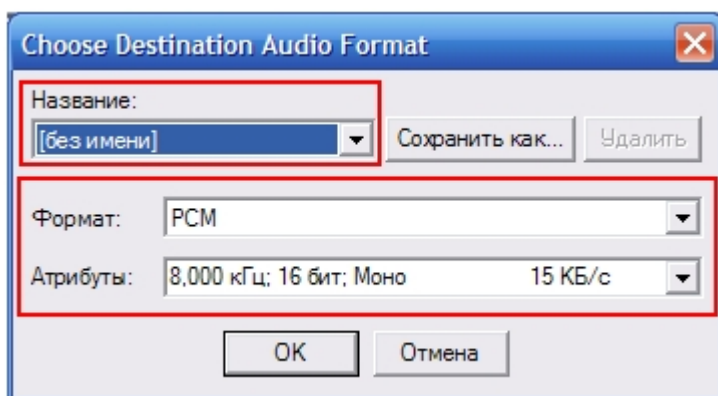 Choose Destination Audio Format
Название:
[без имени] Сохранить как... Удалить
Формат: PCM
Атрибуты: 8,000 кГц; 16 бит; Моно 15 КБ/с
OK Отмена